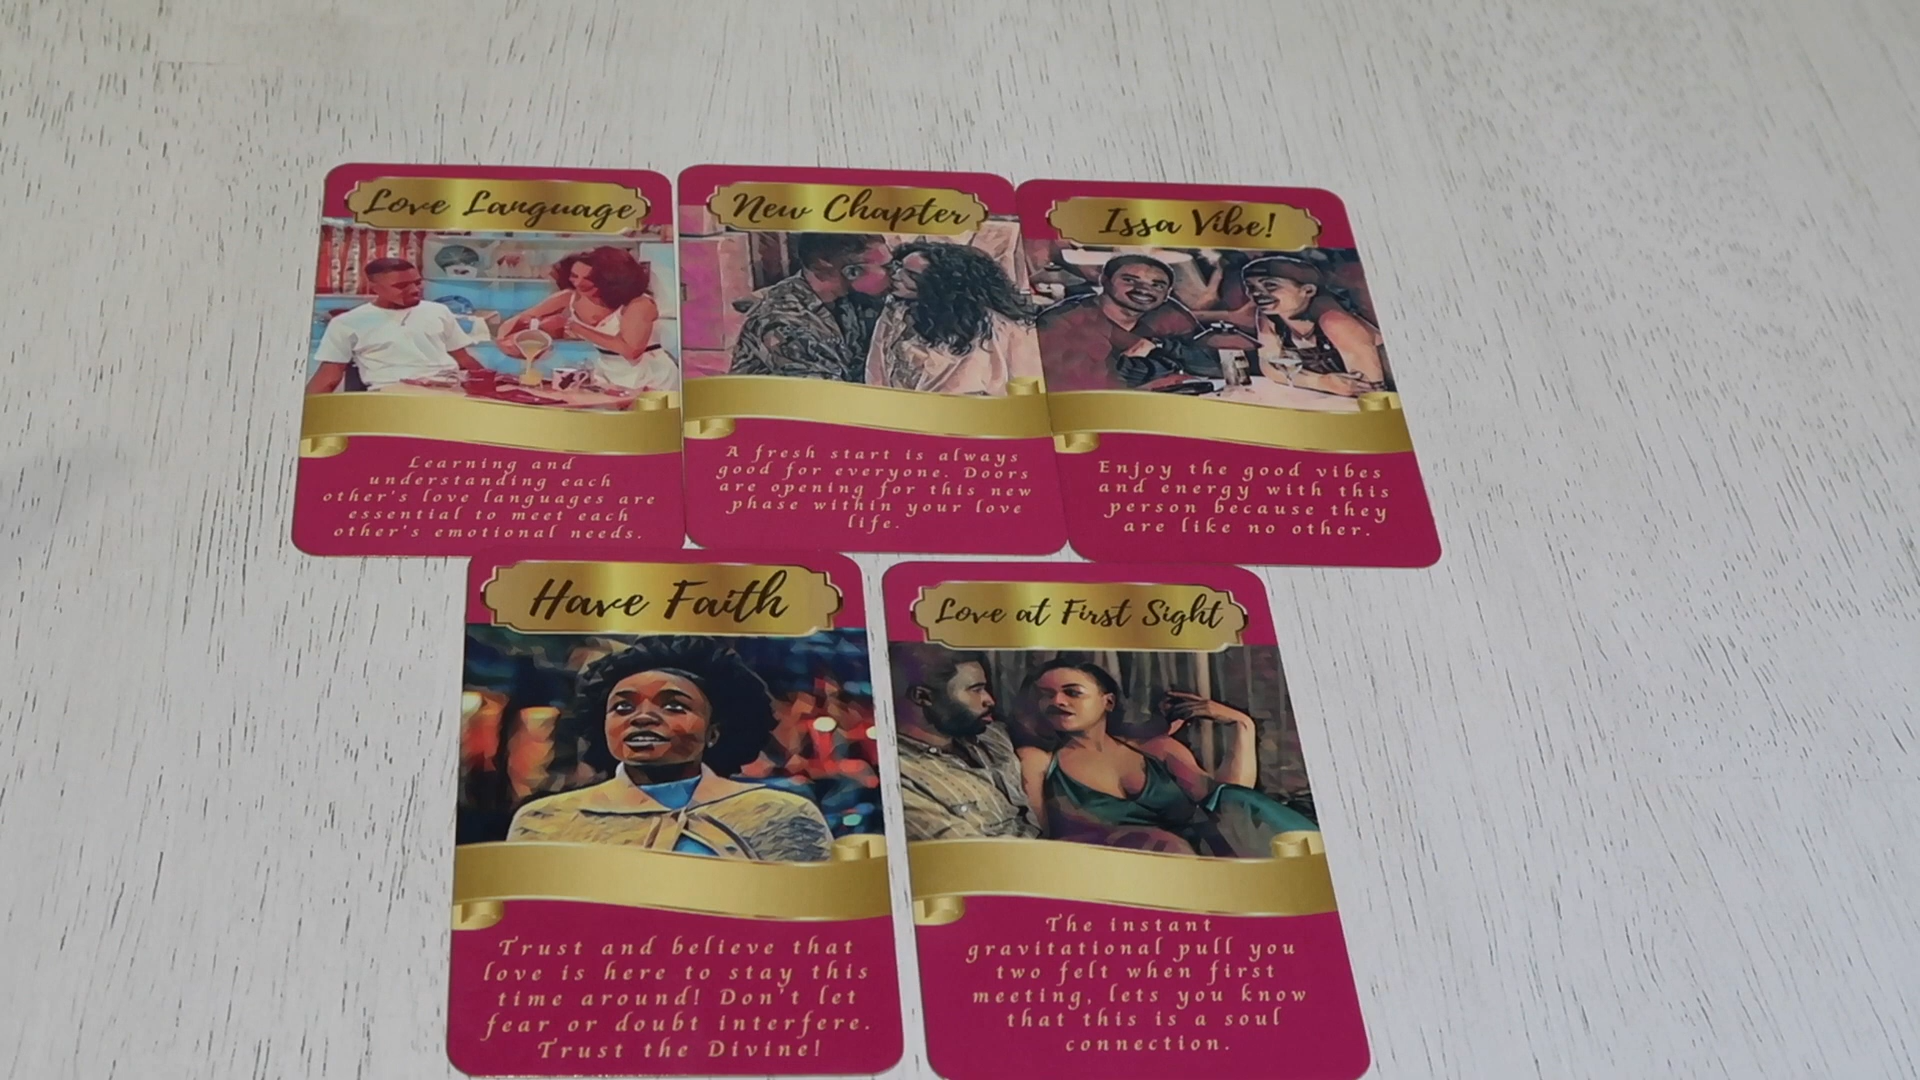 Love Language
Learning and
understanding each
other's love languages are
essential to meet each
other's emotional needs.
New Chapter
A fresh start is always
good for everyone. Doors
are opening for this new
phase within your love
life.
Issa Vibe!
Enjoy the good vibes
and energy with this
person because they
are like no other.
Have Faith
Trust and believe that
love is here to stay this
time around! Don't let
fear or doubt interfere.
Trust the Divine!
Love at First Sight
The instant
gravitational pull you
two felt when first
meeting, lets you know
that this is a soul
connection.